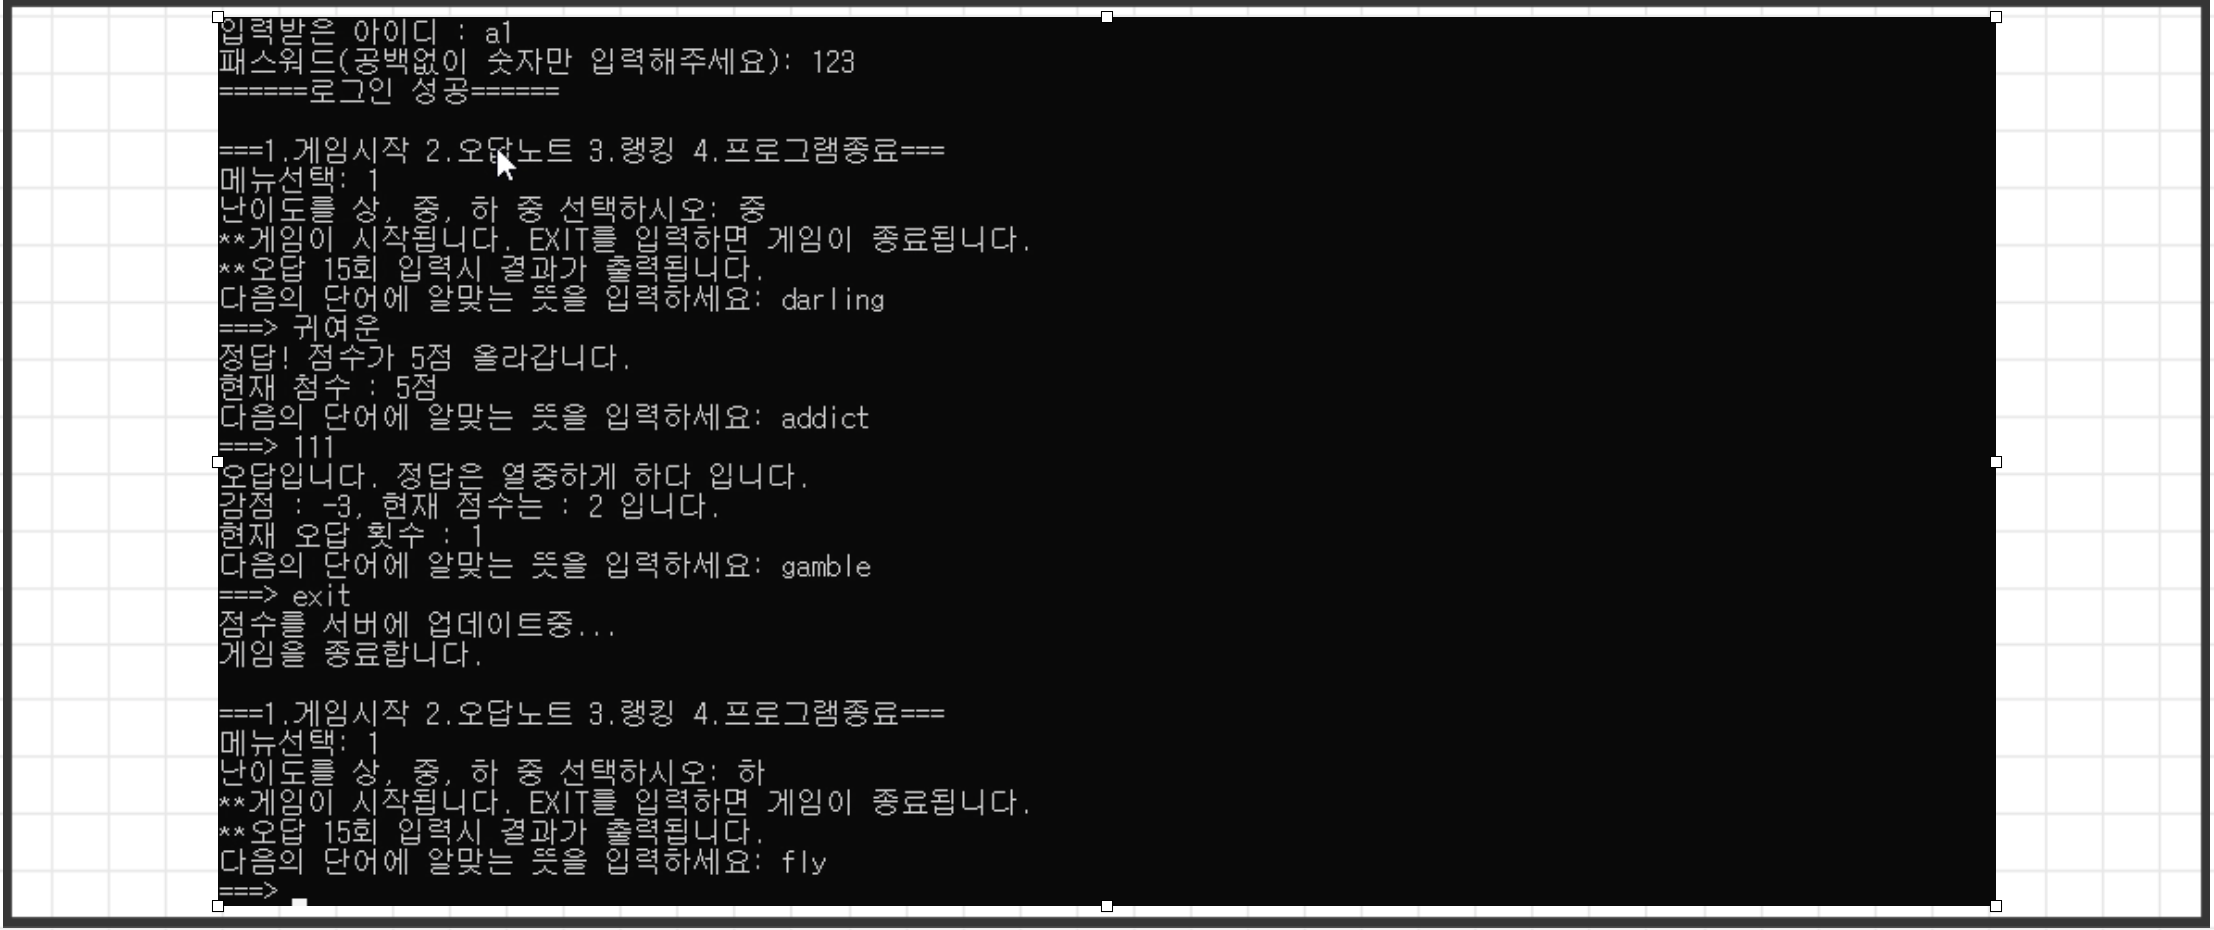 입력받은 아이디 : a1
패스워드(공백없이 숫자만 입력해주세요): 123
======로그인 성공======
===1.게임시작 2.오답노트 3.랭킹 4.프로그램종료===
메뉴선택: 1
난이도를 상, 중, 하 중 선택하시오: 중
**게임이 시작됩니다. EXIT를 입력하면 게임이 종료됩니다.
**오답 15회 입력시 결과가 출력됩니다.
다음의 단어에 알맞는 뜻을 입력하세요: darling
===> 귀여운
정답! 점수가 5점 올라갑니다.
현재 첨수 : 5점
다음의 단어에 알맞는 뜻을 입력하세요: addict
===> 111
오답입니다. 정답은 열중하게 하다 입니다.
감점 : -3, 현재 점수는 : 2 입니다.
현재 오답 횟수 : 1
다음의 단어에 알맞는 뜻을 입력하세요: gamble
===> exit
점수를 서버에 업데이트중...
게임을 종료합니다.
===1.게임시작 2.오답노트 3.랭킹 4.프로그램종료===
메뉴선택: 1
난이도를 상, 중, 하 중 선택하시오: 하
**게임이 시작됩니다. EXIT를 입력하면 게임이 종료됩니다.
**오답 15회 입력시 결과가 출력됩니다.
다음의 단어에 알맞는 뜻을 입력하세요: fly
===>